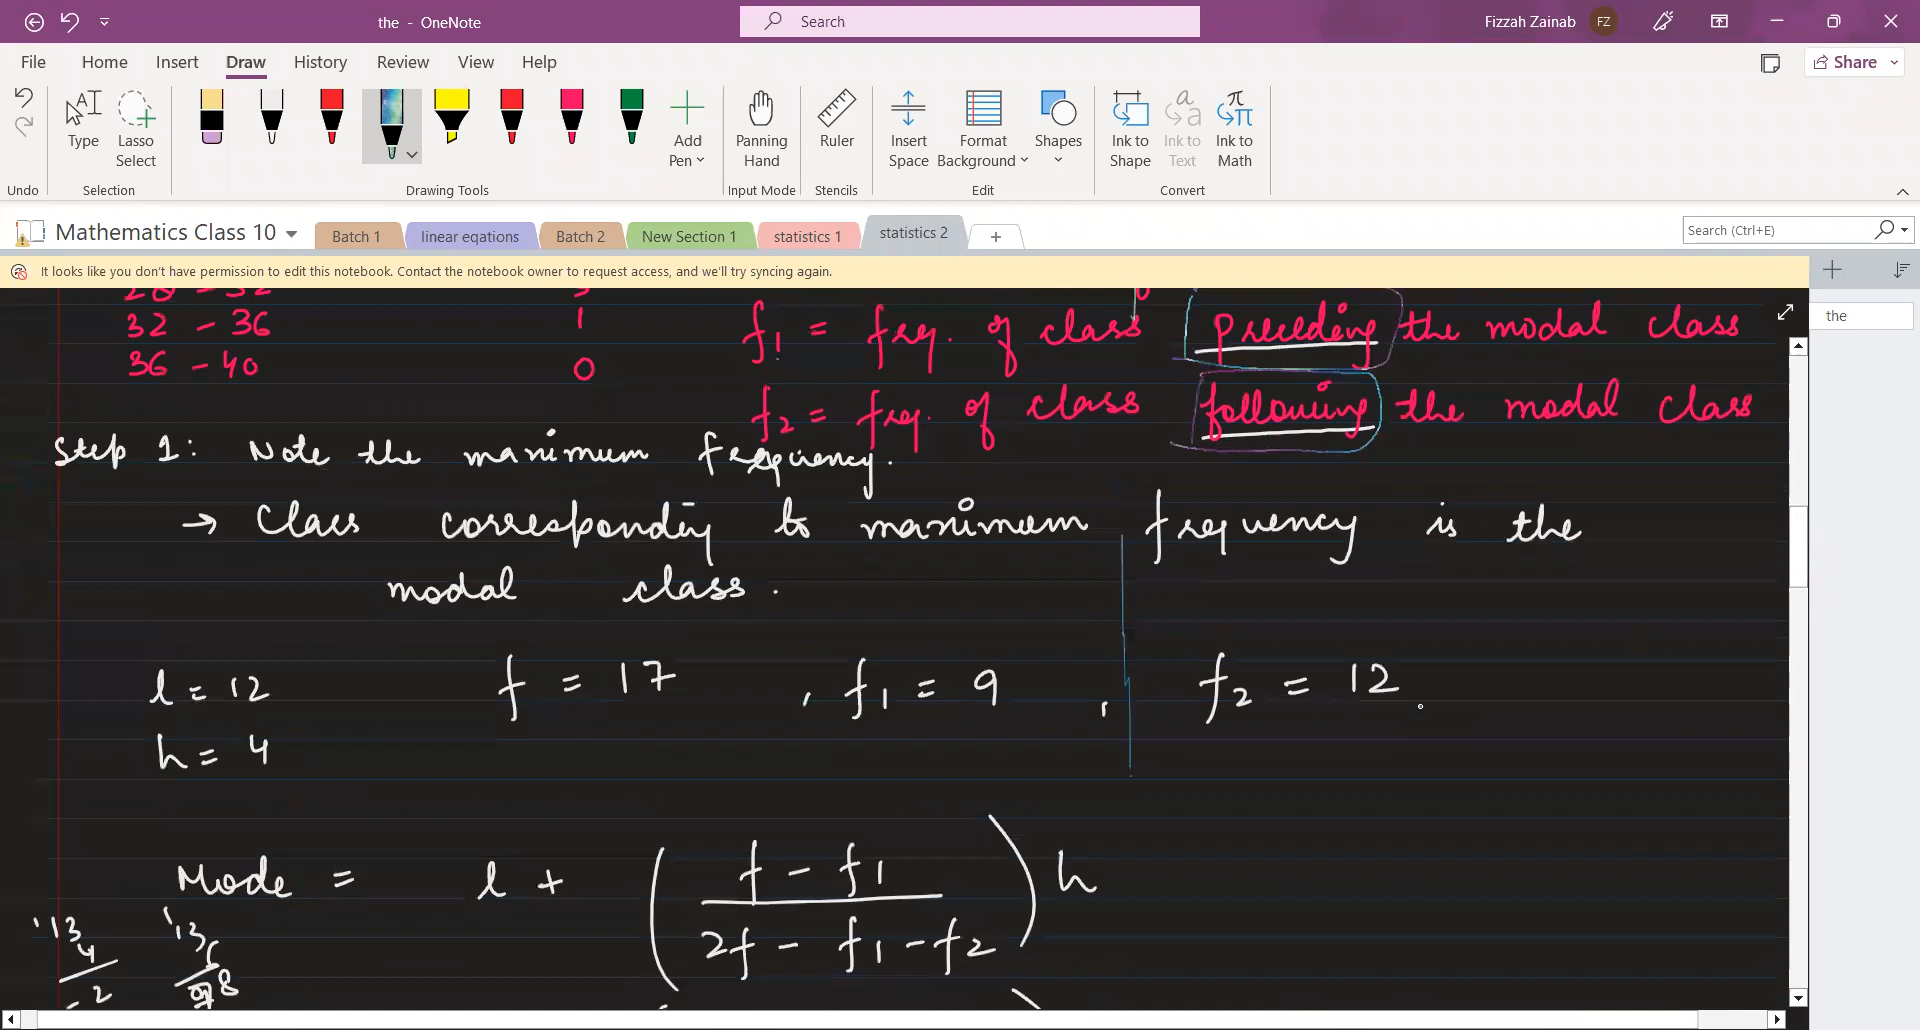 the - OneNote
Search
Fizzah Zainab FZ
File Home Insert Draw History Review View Help
Type Lasso Select Add Pen Panning Hand Ruler Insert Space Format Background Shapes Ink to Shape Ink to Text Ink to Math
Undo Selection Drawing Tools Input Mode Stencils Edit Convert
Share
Mathematics Class 10 Batch 1 linear eqations Batch 2 New Section 1 statistics 1 statistics 2 + Search (Ctrl+E)
It looks like you don't have permission to edit this notebook. Contact the notebook owner to request access, and we'll try syncing again.
the
28 - 32
32 - 36 1
36 - 40 0
f1 = freq. of class preceding the modal class
f2 = freq. of class following the modal class
Step 1: Note the maximum frequency.
→ Class corresponding to maximum frequency is the
modal class.
l = 12 f = 17 , f1 = 9 , f2 = 12
h = 4
Mode = l + ( f - f1 / 2f - f1 - f2 ) h